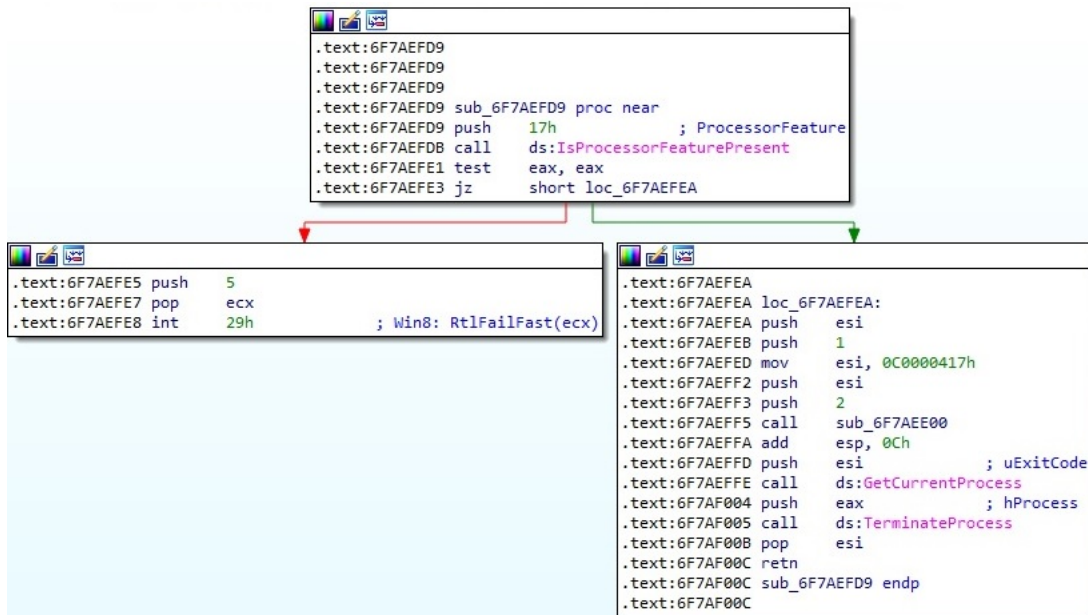 .text:6F7AEFD9
.text:6F7AEFD9
.text:6F7AEFD9
.text:6F7AEFD9 sub_6F7AEFD9 proc near
.text:6F7AEFD9 push 17h ; ProcessorFeature
.text:6F7AEFDB call ds:IsProcessorFeaturePresent
.text:6F7AEFE1 test eax, eax
.text:6F7AEFE3 jz short loc_6F7AEFEA
.text:6F7AEFE5 push 5
.text:6F7AEFE7 pop ecx
.text:6F7AEFE8 int 29h ; Win8: RtlFailFast(ecx)
.text:6F7AEFEA
.text:6F7AEFEA loc_6F7AEFEA:
.text:6F7AEFEA push esi
.text:6F7AEFEB push 1
.text:6F7AEFED mov esi, 0C0000417h
.text:6F7AEFF2 push esi
.text:6F7AEFF3 push 2
.text:6F7AEFF5 call sub_6F7AEE00
.text:6F7AEFFA add esp, 0Ch
.text:6F7AEFFD push esi ; uExitCode
.text:6F7AEFFE call ds:GetCurrentProcess
.text:6F7AF004 push eax ; hProcess
.text:6F7AF005 call ds:TerminateProcess
.text:6F7AF00B pop esi
.text:6F7AF00C retn
.text:6F7AF00C sub_6F7AEFD9 endp
.text:6F7AF00C